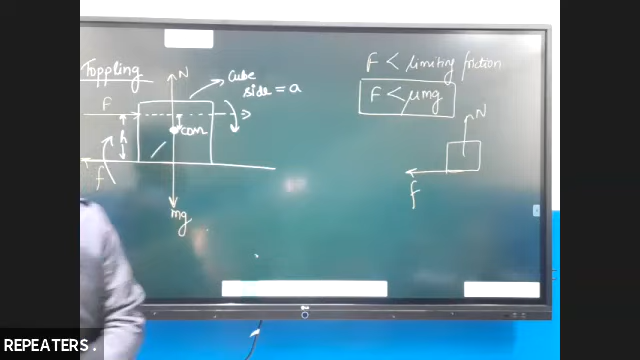 Toppling
N
Cube
side = a
F
h
com
f
mg
F < limiting friction
F < μmg
N
f
REPEATERS.